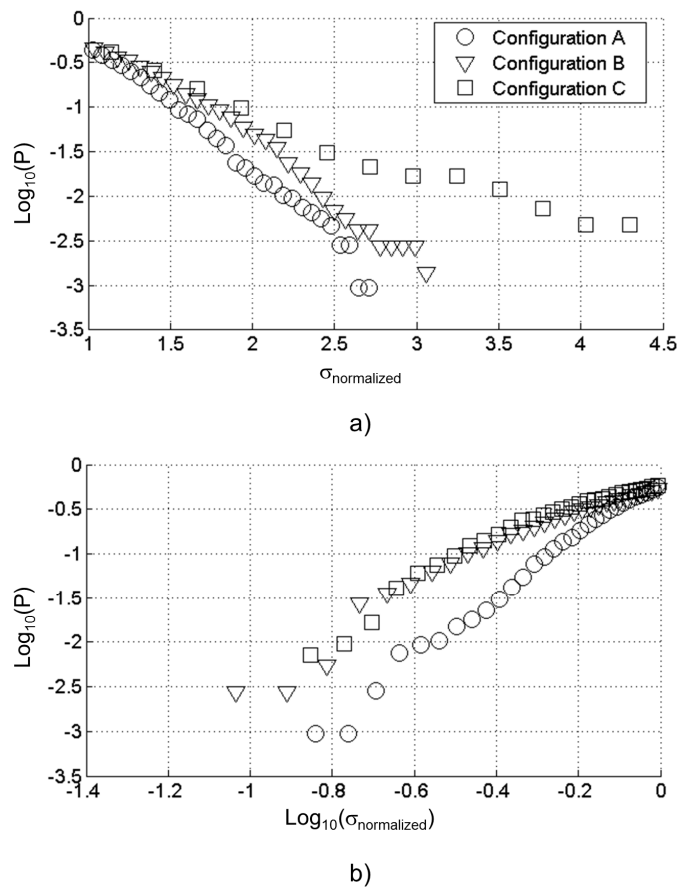 -0.5
-1
-1.5
-2
-2.5
-3
-3.5
Log10(P)
Configuration A
Configuration B
Configuration C
1 1.5 2 2.5 3 3.5 4 4.5
σnormalized
a)
0
-0.5
-1
-1.5
-2
-2.5
-3
-3.5
Log10(P)
-1.4 -1.2 -1 -0.8 -0.6 -0.4 -0.2 0
Log10(σnormalized)
b)